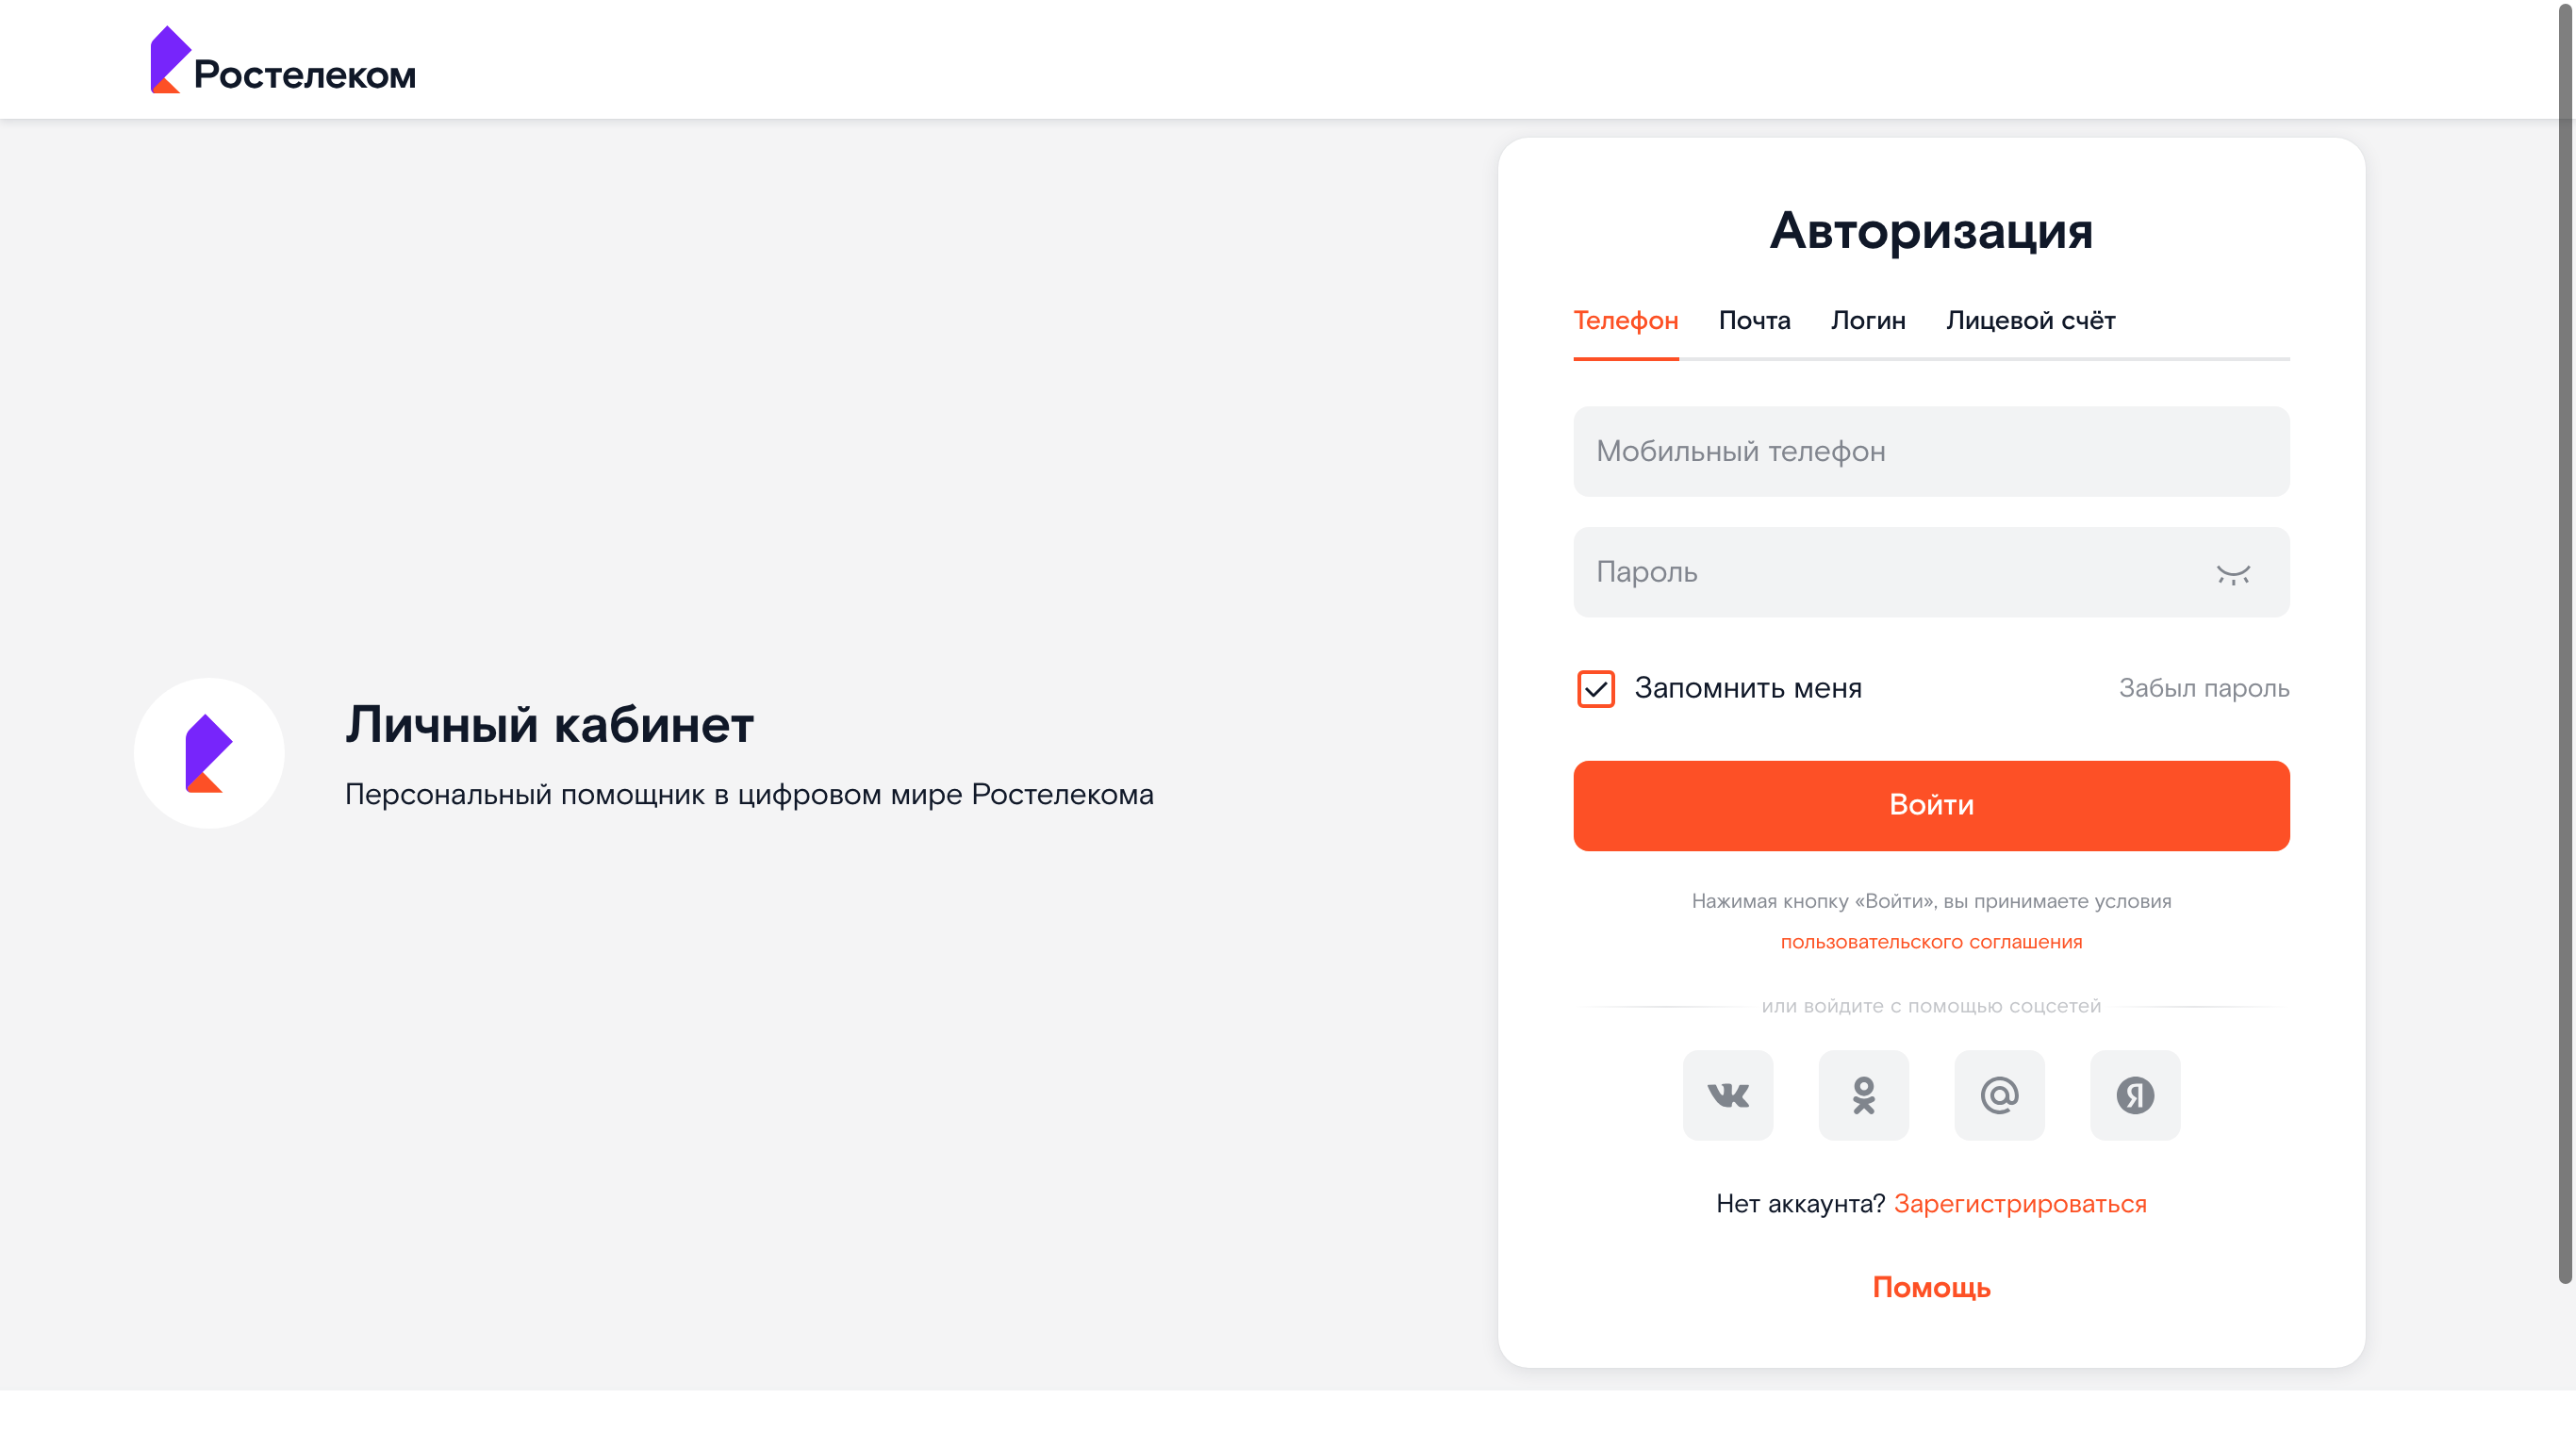 Ростелеком
Авторизация
Телефон Почта Логин Лицевой счёт
Мобильный телефон
Пароль
Запомнить меня Забыл пароль
Личный кабинет
Персональный помощник в цифровом мире Ростелекома
Войти
Нажимая кнопку «Войти», вы принимаете условия
пользовательского соглашения
или войдите с помощью соцсетей
Нет аккаунта? Зарегистрироваться
Помощь